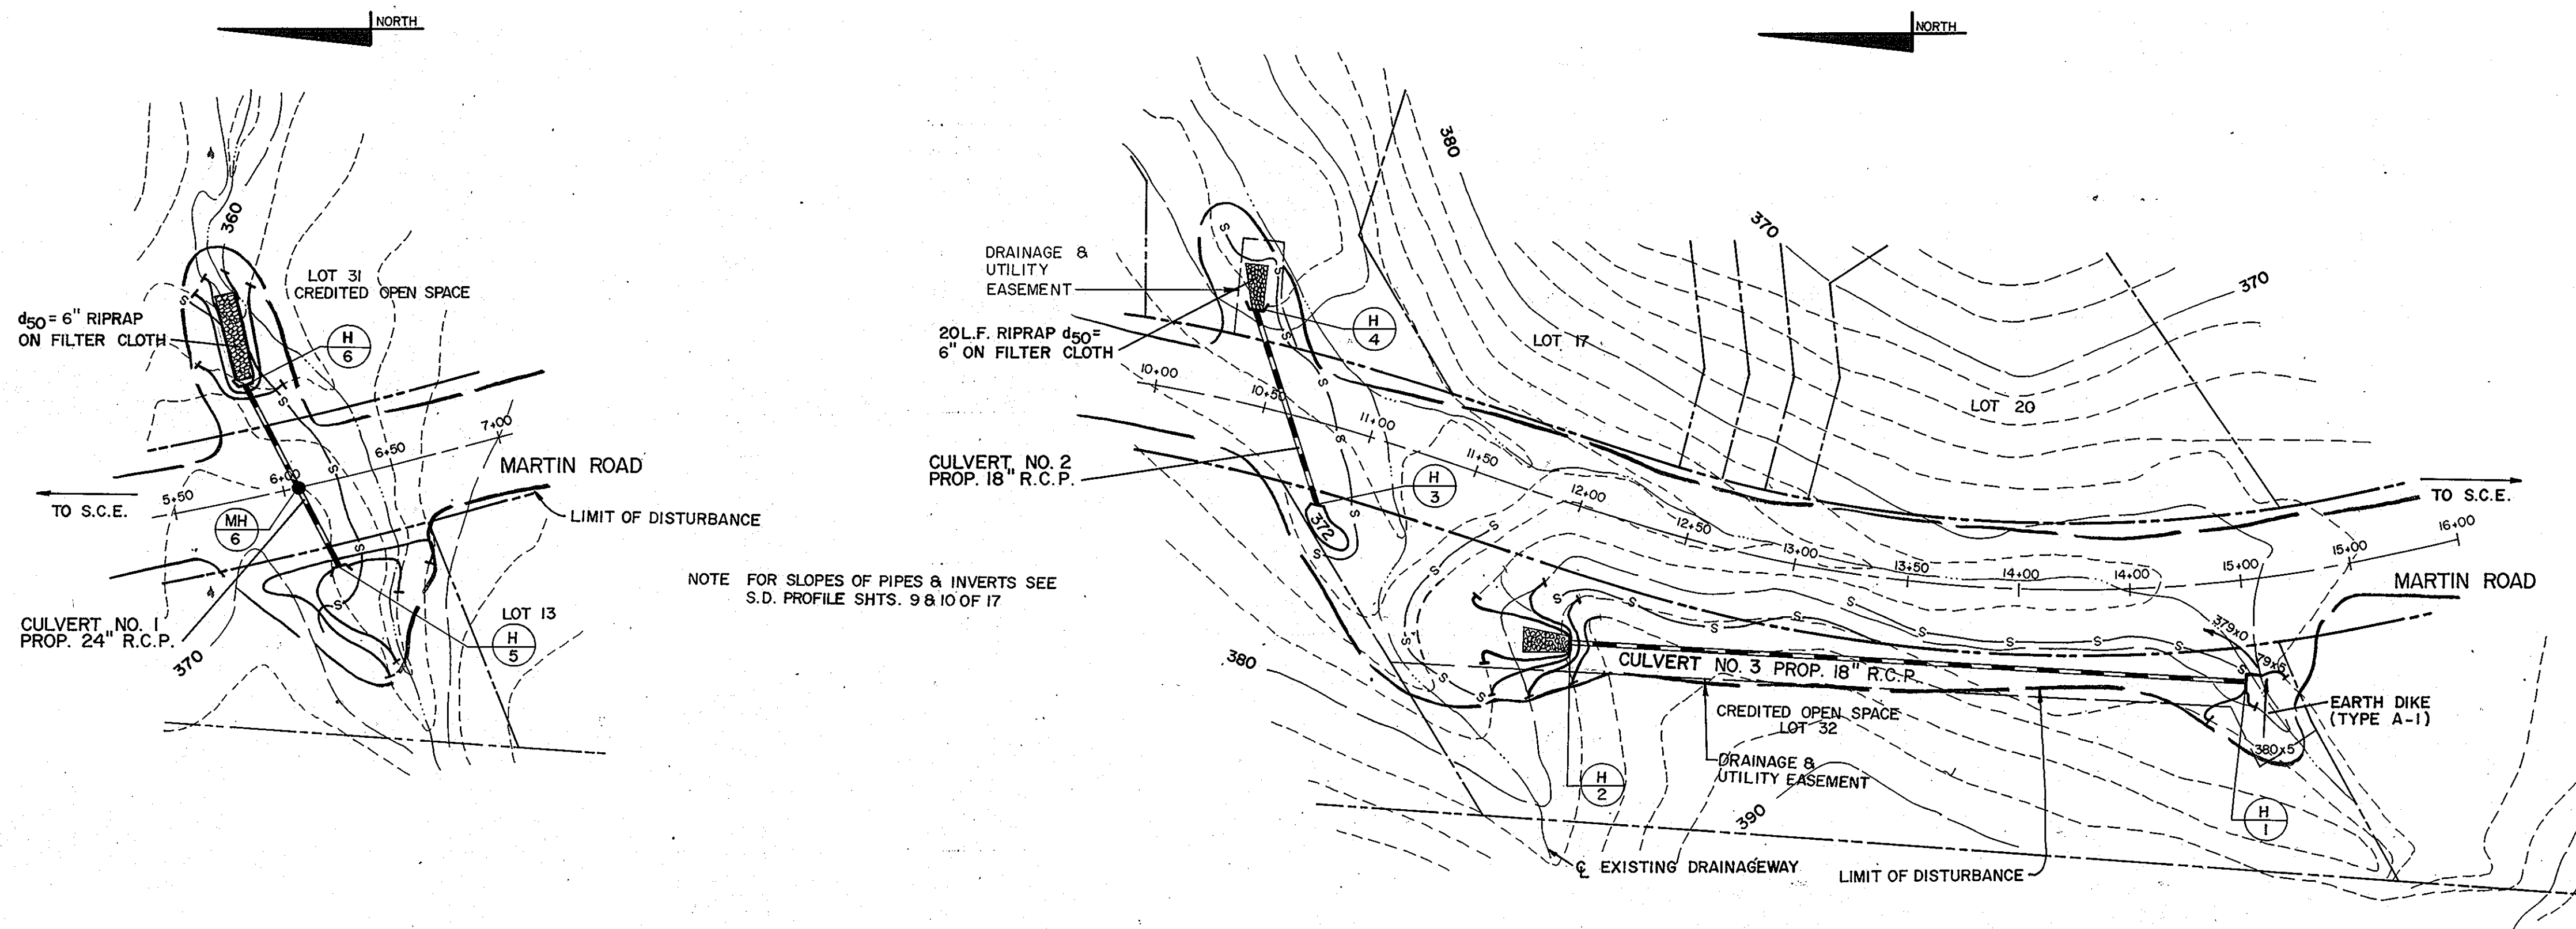 NORTH
360
LOT 31
CREDITED OPEN SPACE
d50 = 6" RIPRAP
ON FILTER CLOTH
H
6
S
S
5+50
6+00
6+50
7+00
MARTIN ROAD
TO S.C.E.
LIMIT OF DISTURBANCE
MH
6
S
S
S
CULVERT NO. 1
PROP. 24" R.C.P.
370
LOT 13
H
5
NOTE FOR SLOPES OF PIPES & INVERTS SEE
S.D. PROFILE SHTS. 9 & 10 OF 17
NORTH
380
370
370
DRAINAGE &
UTILITY
EASEMENT
20 L.F. RIPRAP d50=
6" ON FILTER CLOTH
H
4
LOT 17
LOT 20
S
S
S
S
S
S
10+00
10+50
11+00
11+50
12+00
12+50
13+00
13+50
14+00
14+00
15+00
15+00
16+00
CULVERT NO. 2
PROP. 18" R.C.P.
H
3
372
TO S.C.E.
MARTIN ROAD
S
S
S
S
S
S
S
S
S
S
S
S
379x0
79x5
CULVERT NO. 3 PROP. 18" R.C.P.
380
EARTH DIKE
(TYPE A-1)
380x5
CREDITED OPEN SPACE
LOT 32
DRAINAGE &
UTILITY EASEMENT
H
2
H
1
390
℄ EXISTING DRAINAGEWAY
LIMIT OF DISTURBANCE